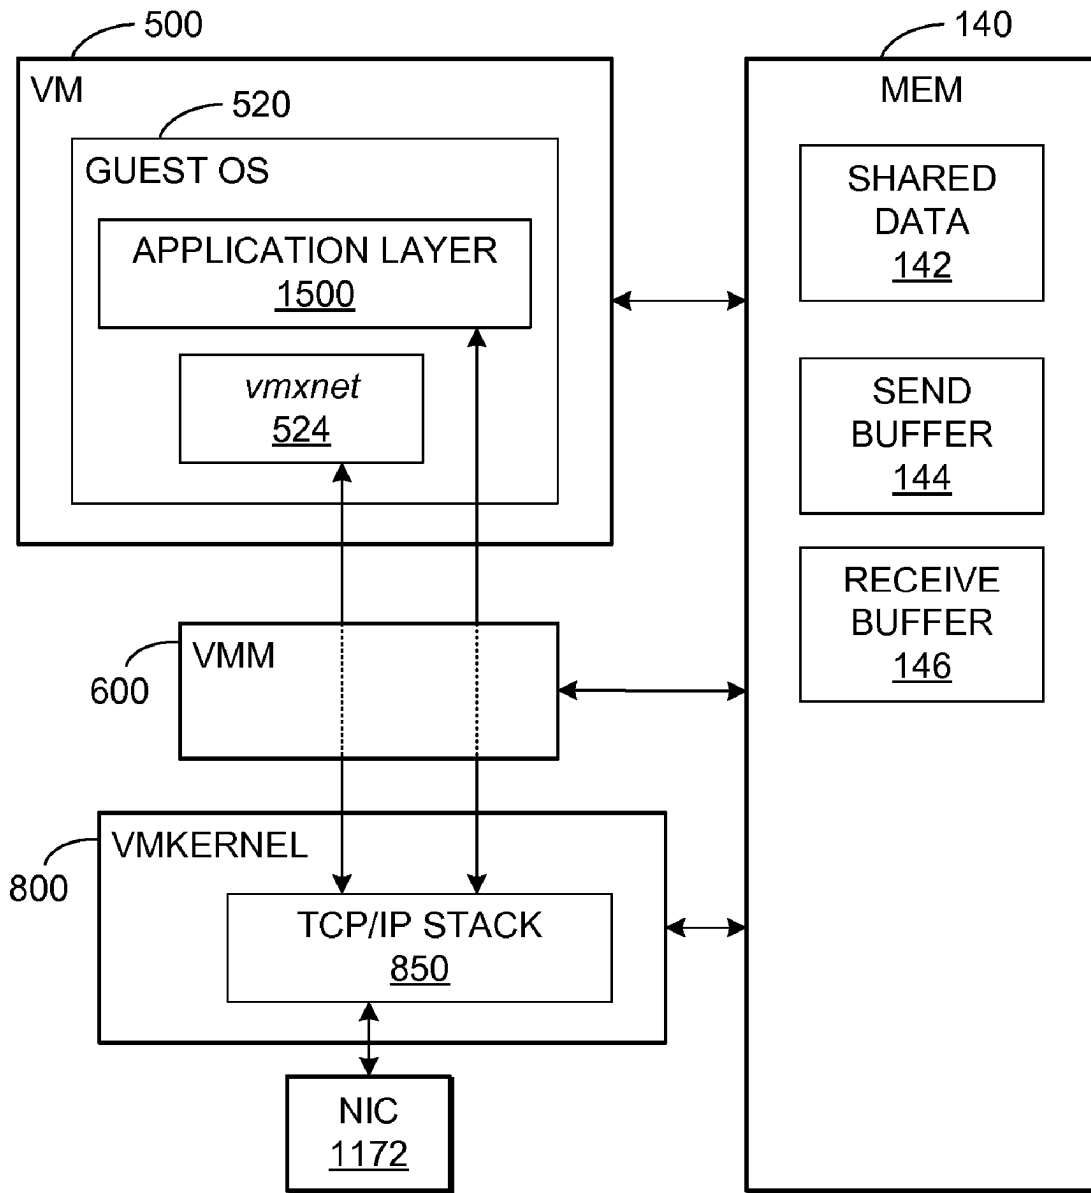 500
VM
520
GUEST OS
APPLICATION LAYER
1500
vmxnet
524
600
VMM
800
VMKERNEL
TCP/IP STACK
850
NIC
1172
140
MEM
SHARED
DATA
142
SEND
BUFFER
144
RECEIVE
BUFFER
146